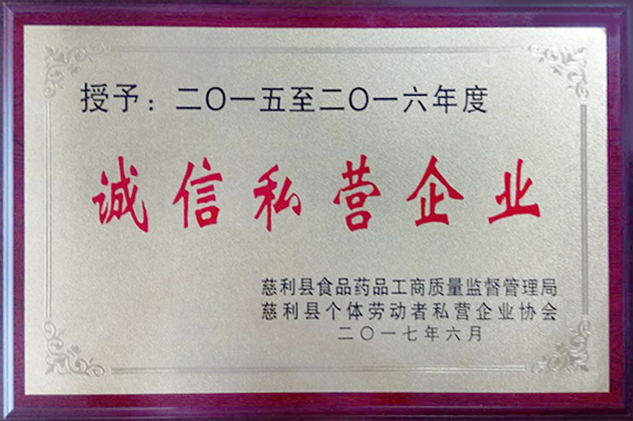 授予：二〇一五至二〇一六年度
诚信私营企业
慈利县食品药品工商质量监督管理局
慈利县个体劳动者私营企业协会
二〇一七年六月